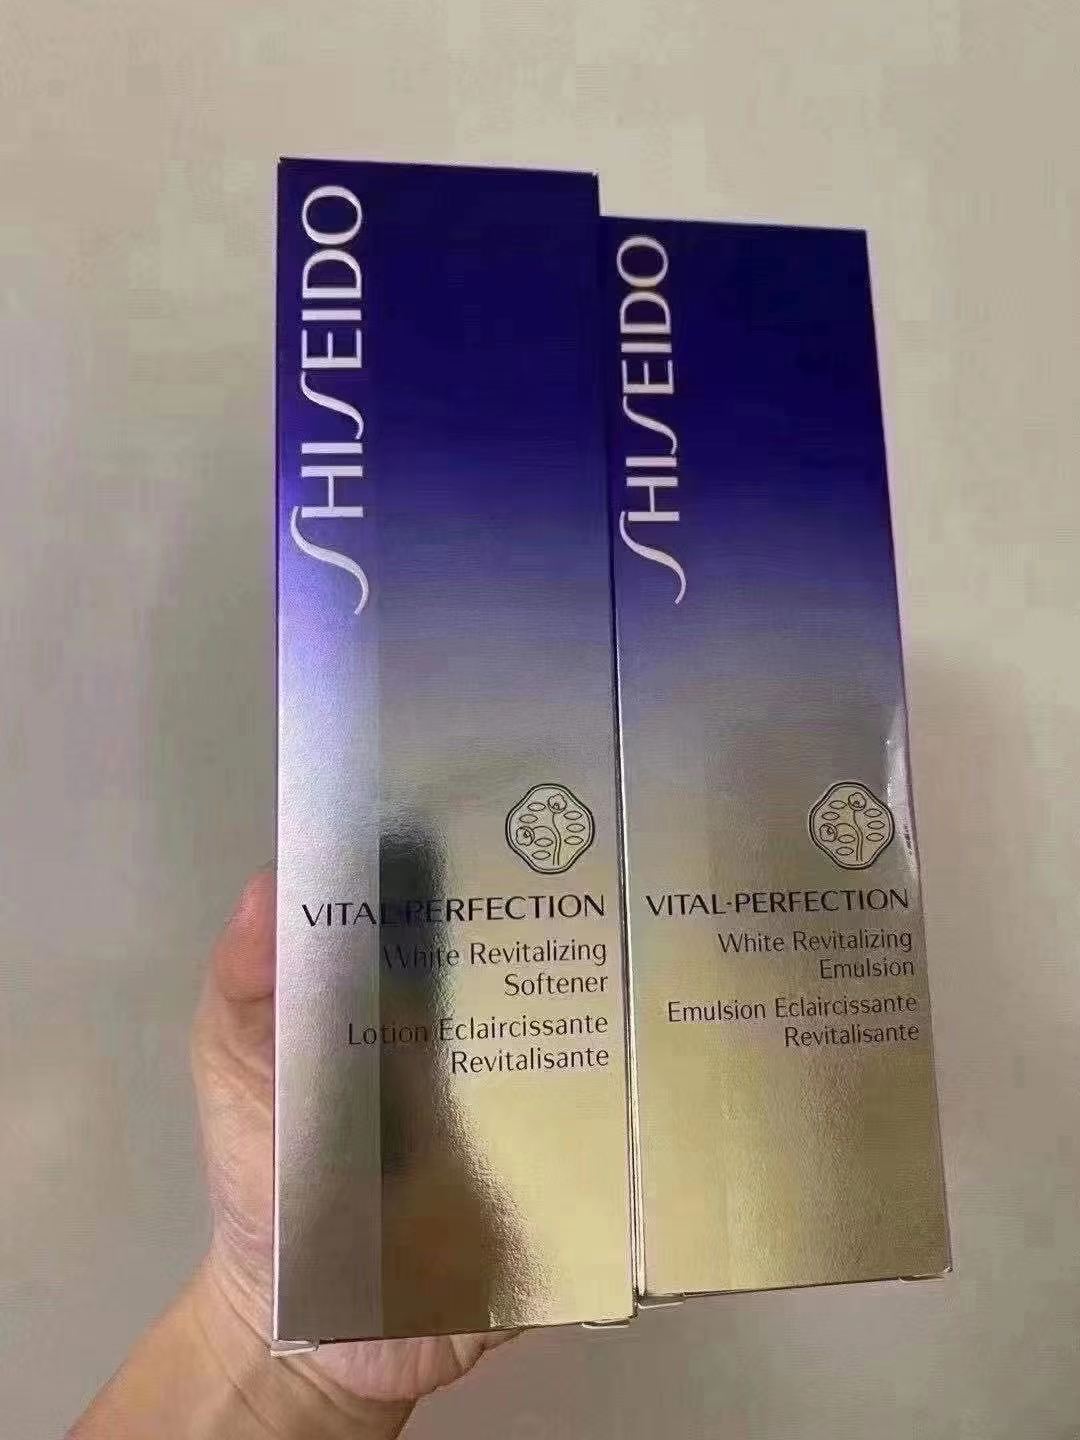 SHISEIDO
VITAL-PERFECTION
White Revitalizing
Softener
Lotion Eclaircissante
Revitalisante
SHISEIDO
VITAL-PERFECTION
White Revitalizing
Emulsion
Emulsion Eclaircissante
Revitalisante